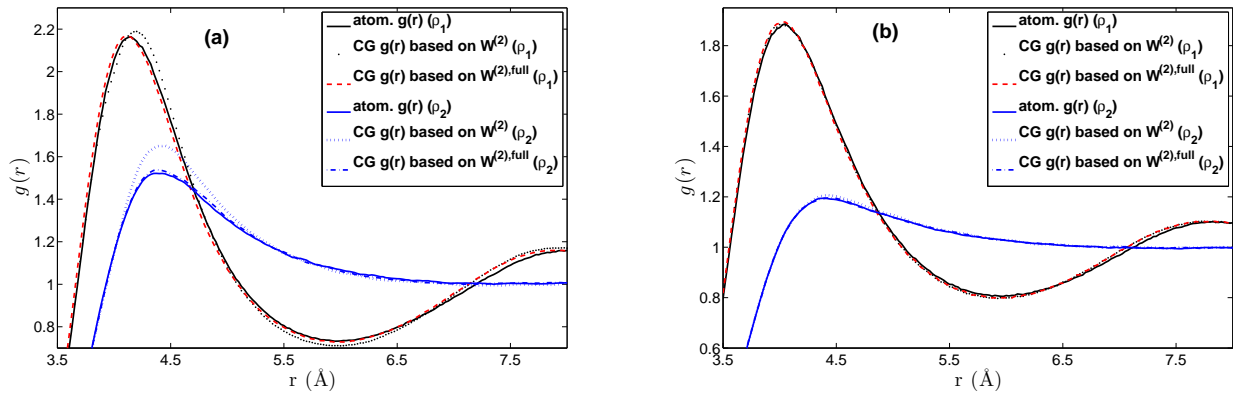 (a)
atom. g(r) (ρ₁)
CG g(r) based on W⁽²⁾ (ρ₁)
CG g(r) based on W⁽²⁾,ᶠᵘˡˡ (ρ₁)
atom. g(r) (ρ₂)
CG g(r) based on W⁽²⁾ (ρ₂)
CG g(r) based on W⁽²⁾,ᶠᵘˡˡ (ρ₂)
2.2
2
1.8
1.6
1.4
1.2
1
0.8
g(r)
3.5 4.5 5.5 6.5 7.5
r (Å)
(b)
atom. g(r) (ρ₁)
CG g(r) based on W⁽²⁾ (ρ₁)
CG g(r) based on W⁽²⁾,ᶠᵘˡˡ (ρ₁)
atom. g(r) (ρ₂)
CG g(r) based on W⁽²⁾ (ρ₂)
CG g(r) based on W⁽²⁾,ᶠᵘˡˡ (ρ₂)
1.8
1.6
1.4
1.2
1
0.8
0.6
g(r)
3.5 4.5 5.5 6.5 7.5
r (Å)